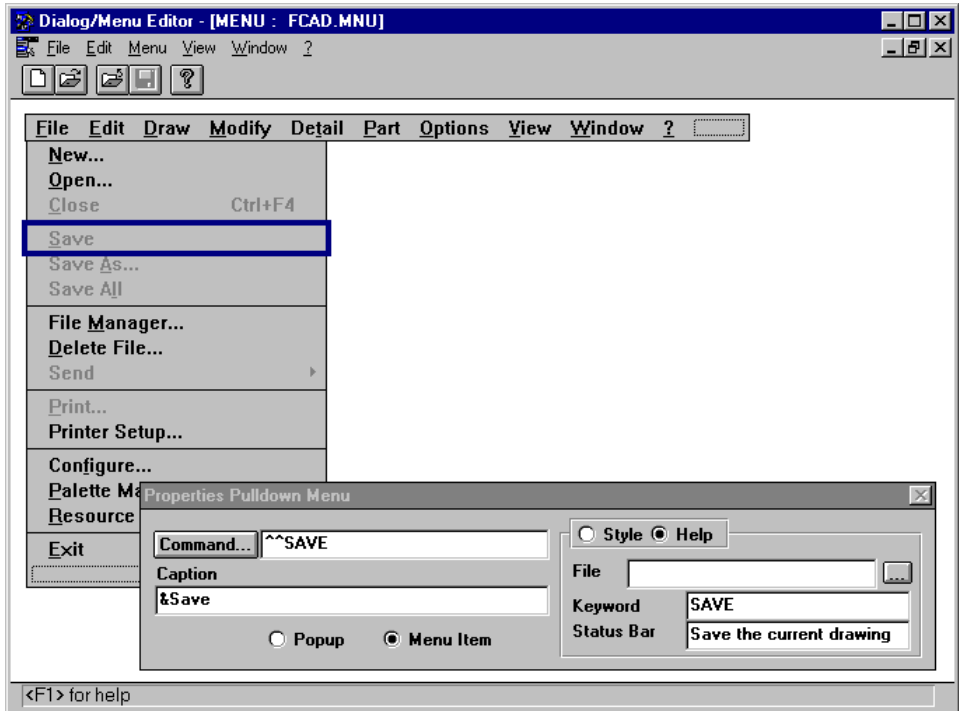 Dialog/Menu Editor - [MENU : FCAD.MNU]
File Edit Menu View Window ?
File Edit Draw Modify Detail Part Options View Window ?
New...
Open...
Close Ctrl+F4
Save
Save As...
Save All
File Manager...
Delete File...
Send
Print...
Printer Setup...
Configure...
Palette Ma
Resource
Exit
Properties Pulldown Menu
Command... ^^SAVE
Caption
&Save
Popup Menu Item
Style Help
File ...
Keyword SAVE
Status Bar Save the current drawing
<F1> for help